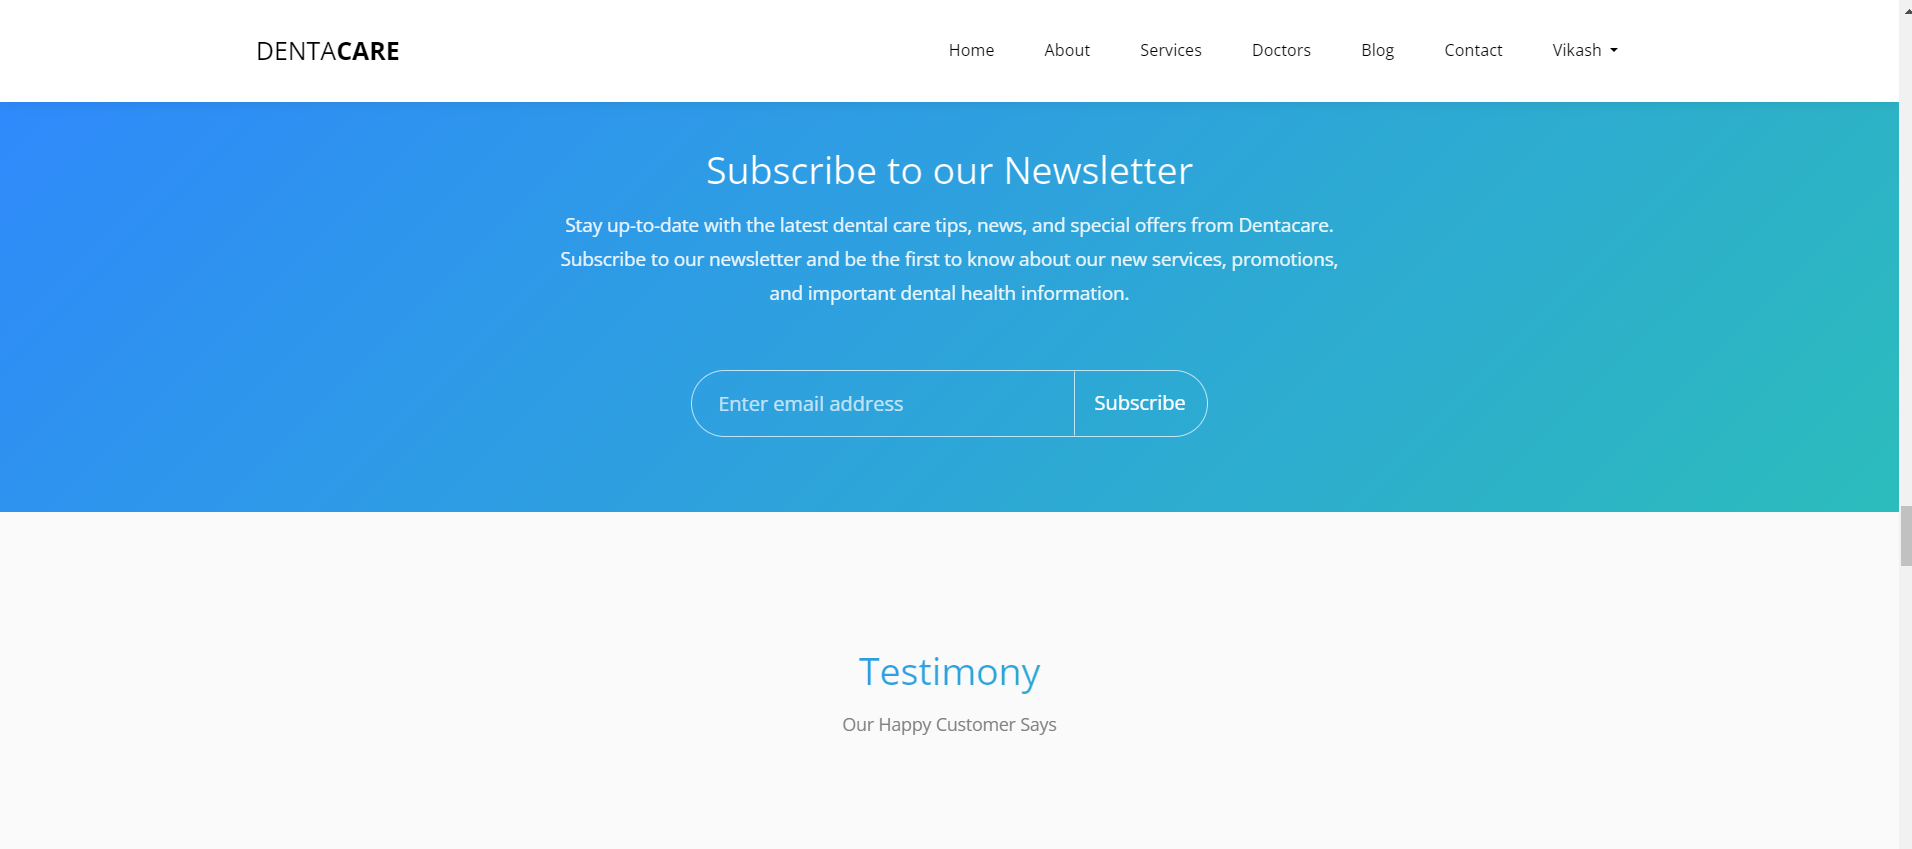 DENTACARE
Home About Services Doctors Blog Contact Vikash
Subscribe to our Newsletter
Stay up-to-date with the latest dental care tips, news, and special offers from Dentacare.
Subscribe to our newsletter and be the first to know about our new services, promotions,
and important dental health information.
Enter email address Subscribe
Testimony
Our Happy Customer Says